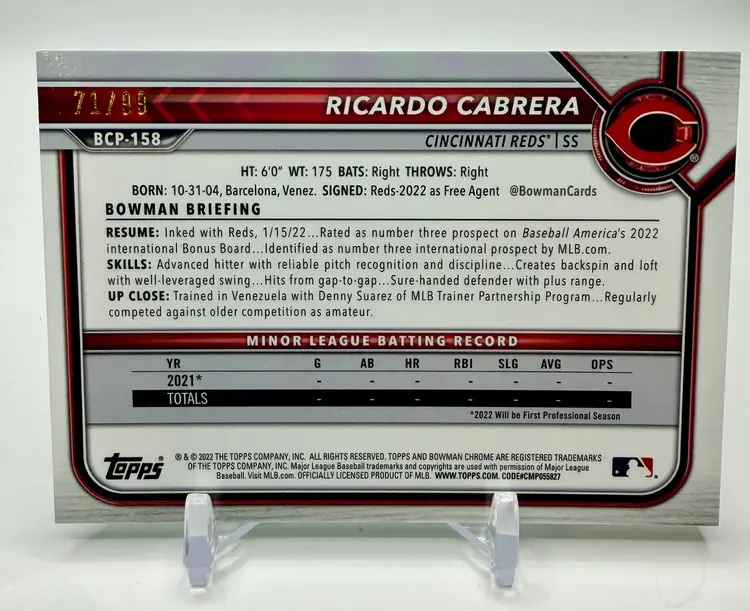 71/99
RICARDO CABRERA
BCP-158
CINCINNATI REDS® | SS
HT: 6'0" WT: 175 BATS: Right THROWS: Right
BORN: 10-31-04, Barcelona, Venez. SIGNED: Reds-2022 as Free Agent @BowmanCards
BOWMAN BRIEFING
RESUME: Inked with Reds, 1/15/22...Rated as number three prospect on Baseball America's 2022
international Bonus Board...Identified as number three international prospect by MLB.com.
SKILLS: Advanced hitter with reliable pitch recognition and discipline...Creates backspin and loft
with well-leveraged swing...Hits from gap-to-gap...Sure-handed defender with plus range.
UP CLOSE: Trained in Venezuela with Denny Suarez of MLB Trainer Partnership Program...Regularly
competed against older competition as amateur.
MINOR LEAGUE BATTING RECORD
YR G AB HR RBI SLG AVG OPS
2021* - - - - - - -
TOTALS - - - - - - -
*2022 Will be First Professional Season
TOPPS®
® & © 2022 THE TOPPS COMPANY, INC. ALL RIGHTS RESERVED. TOPPS AND BOWMAN CHROME ARE REGISTERED TRADEMARKS
OF THE TOPPS COMPANY, INC. Major League Baseball trademarks and copyrights are used with permission of Major League
Baseball. Visit MLB.com. OFFICIALLY LICENSED PRODUCT OF MLB. WWW.TOPPS.COM. CODE#CMP055827